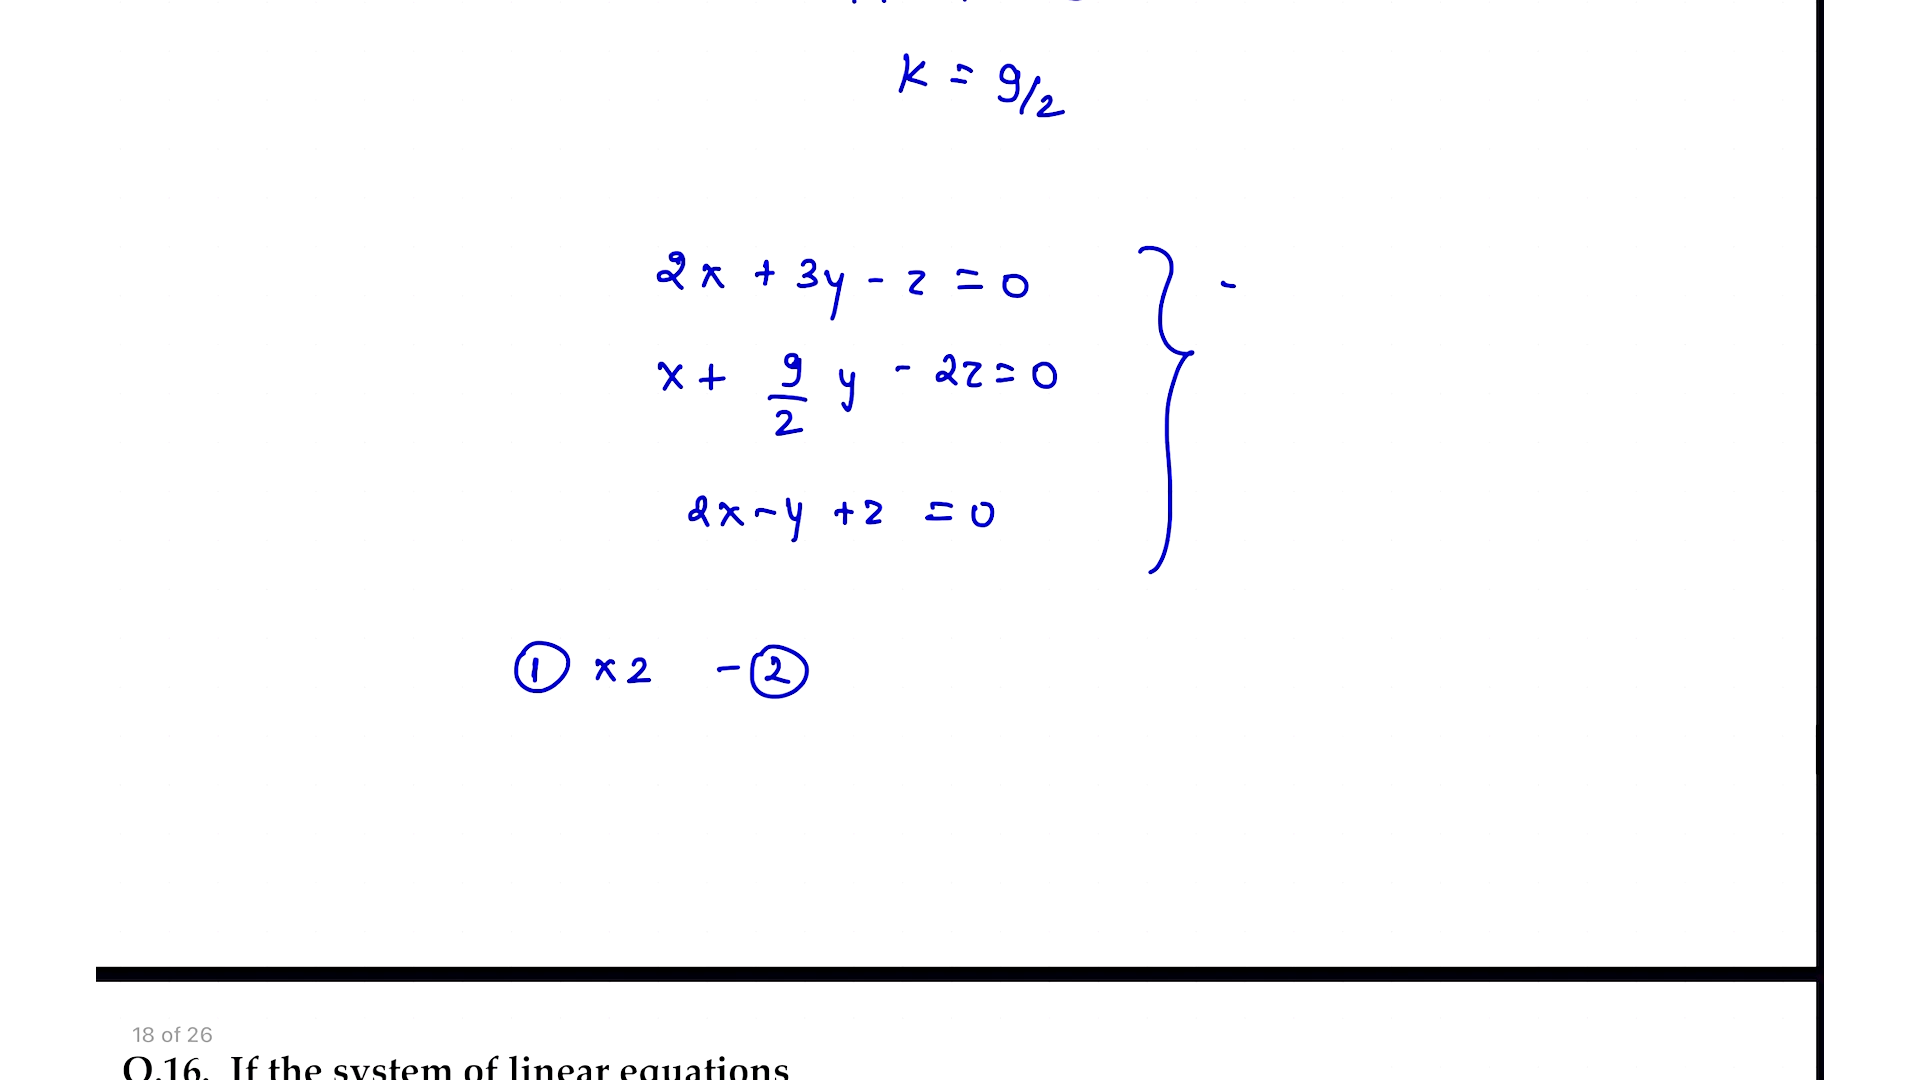 K = 9/2
2x + 3y - z = 0
x + 9/2 y - 2z = 0
2x - y + z = 0
① x 2 - ②
18 of 26
Q.16. If the system of linear equations